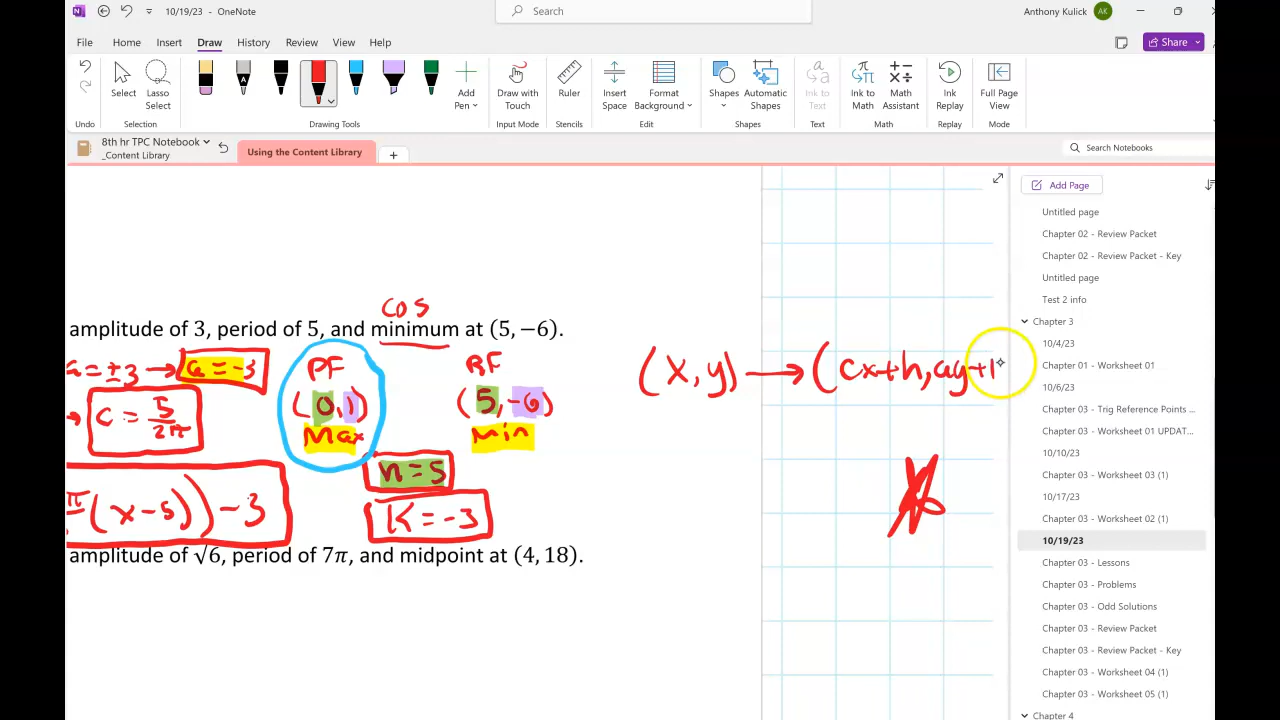 10/19/23 - OneNote
Search
Anthony Kulick
AK
File
Home
Insert
Draw
History
Review
View
Help
Share
Select
Lasso Select
Add Pen
Draw with Touch
Ruler
Insert Space
Format Background
Shapes
Automatic Shapes
Ink to Text
Ink to Math
Math Assistant
Ink Replay
Full Page View
Undo
Selection
Drawing Tools
Input Mode
Stencils
Edit
Shapes
Text
Math
Replay
Mode
8th hr TPC Notebook
_Content Library
Using the Content Library
+
Search Notebooks
cos
amplitude of 3, period of 5, and minimum at (5, −6).
a = ±3 → a = -3
PF
RF
(0,1)
(5,-6)
Max
Min
→ c = 5/2π
h = 5
(x-5)) - 3
K = -3
amplitude of √6, period of 7π, and midpoint at (4, 18).
(x,y) → (cx+h, ay+
Add Page
Untitled page
Chapter 02 - Review Packet
Chapter 02 - Review Packet - Key
Untitled page
Test 2 info
Chapter 3
10/4/23
Chapter 01 - Worksheet 01
10/6/23
Chapter 03 - Trig Reference Points ...
Chapter 03 - Worksheet 01 UPDAT...
10/10/23
Chapter 03 - Worksheet 03 (1)
10/17/23
Chapter 03 - Worksheet 02 (1)
10/19/23
Chapter 03 - Lessons
Chapter 03 - Problems
Chapter 03 - Odd Solutions
Chapter 03 - Review Packet
Chapter 03 - Review Packet - Key
Chapter 03 - Worksheet 04 (1)
Chapter 03 - Worksheet 05 (1)
Chapter 4